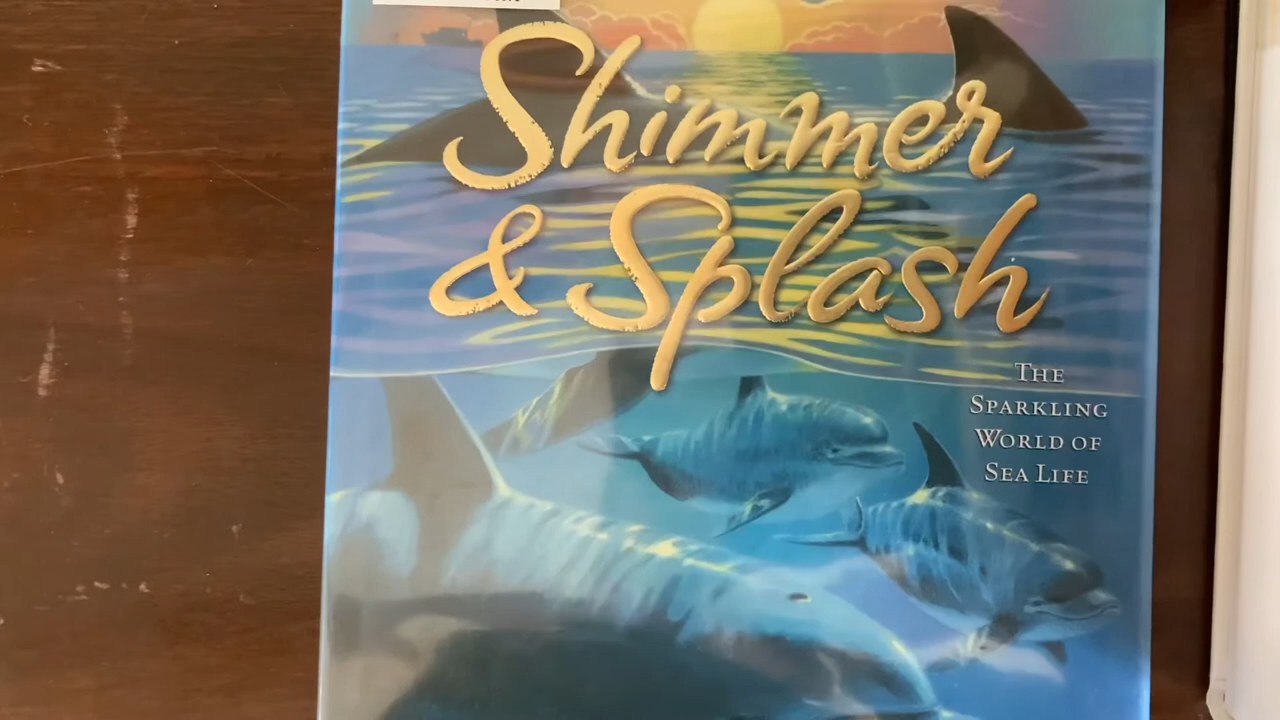 Shimmer
& Splash
THE
SPARKLING
WORLD OF
SEA LIFE